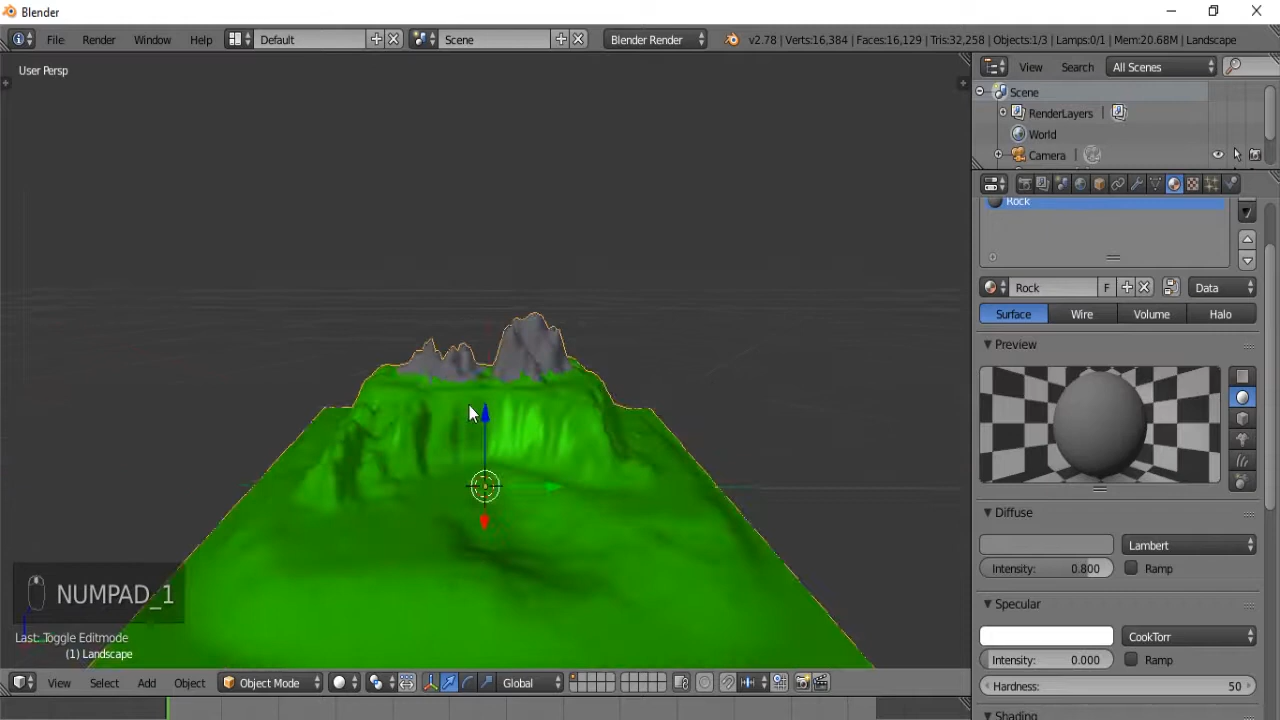 Blender
File Render Window Help Default Scene Blender Render v2.78 | Verts:16,384 | Faces:16,129 | Tris:32,258 | Objects:1/3 | Lamps:0/1 | Mem:20.68M | Landscape
User Persp
View Search All Scenes
Scene
RenderLayers
World
Camera
Rock
Rock F Data
Surface Wire Volume Halo
Preview
Diffuse
Lambert
Intensity: 0.800 Ramp
Specular
CookTorr
Intensity: 0.000 Ramp
Hardness: 50
Shading
NUMPAD_1
Last: Toggle Editmode
(1) Landscape
View Select Add Object Object Mode Global